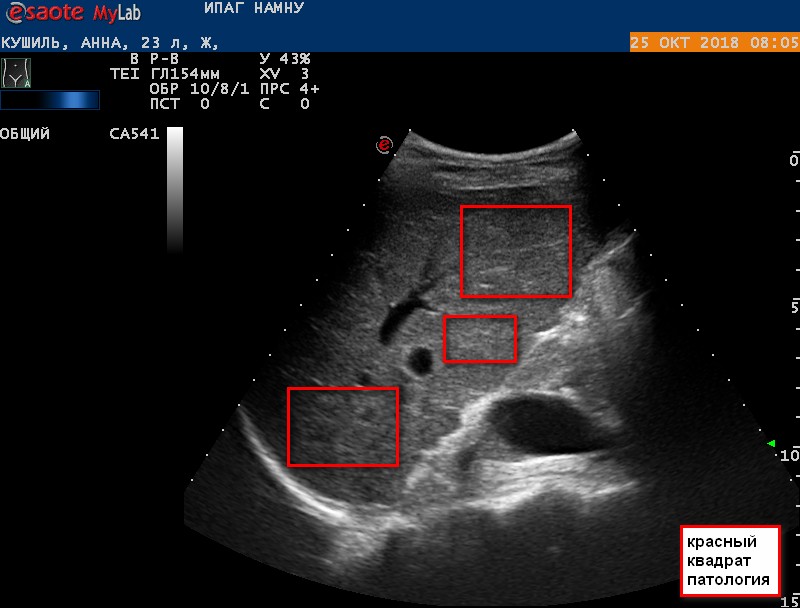 esaote MyLab
ИПАГ НАМНУ
КУШИЛЬ, АННА, 23 л, Ж,
25 ОКТ 2018 08:05
B P-B У 43%
TEI ГЛ154мм XV 3
ОБР 10/8/1 ПРС 4+
ПСТ 0 C 0
ОБЩИЙ CA541
e
A
0
5
10
15
красный
квадрат
патология